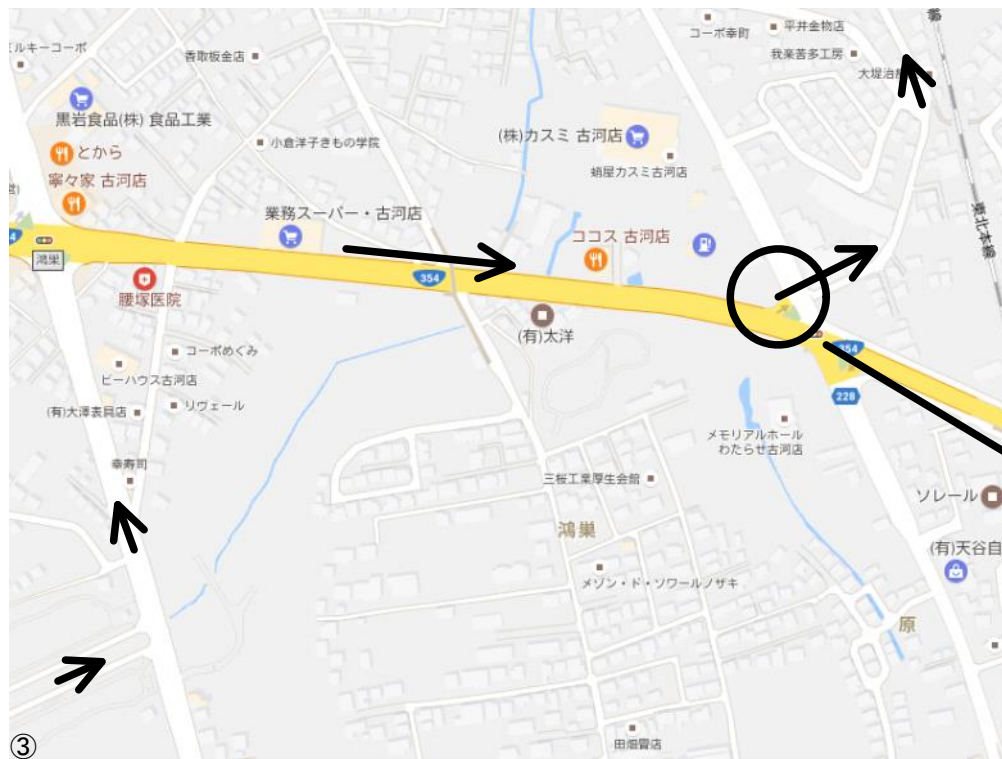 ミルキーコーポ
香取板金店
黒岩食品(株) 食品工業
とから
寧々家 古河店
小倉洋子きもの学院
業務スーパー・古河店
コーポ幸町
平井金物店
我楽苦多工房
(株)カスミ 古河店
蛸屋カスミ古河店
ココス 古河店
東北本線
4
鴻巣
腰塚医院
354
(有)太洋
コーポめぐみ
ビーハウス古河店
(有)大澤表具店
リヴェール
幸寿司
354
228
メモリアルホール
わたらせ古河店
三桜工業厚生会館
鴻巣
メゾン・ド・ソワールノザキ
ソレール
(有)天谷自
原
田畑畳店
③